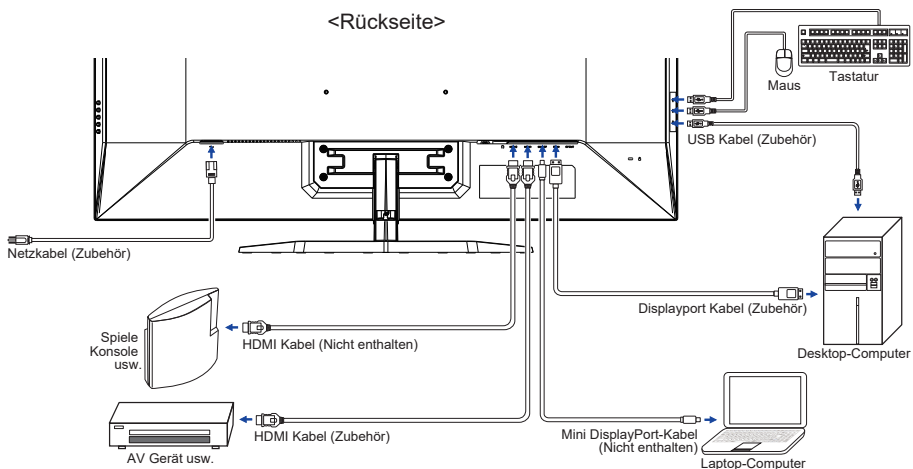 <Rückseite>
Maus
Tastatur
USB Kabel (Zubehör)
Netzkabel (Zubehör)
Displayport Kabel (Zubehör)
Spiele
Konsole
usw.
HDMI Kabel (Nicht enthalten)
Desktop-Computer
HDMI Kabel (Zubehör)
Mini DisplayPort-Kabel
(Nicht enthalten)
AV Gerät usw.
Laptop-Computer